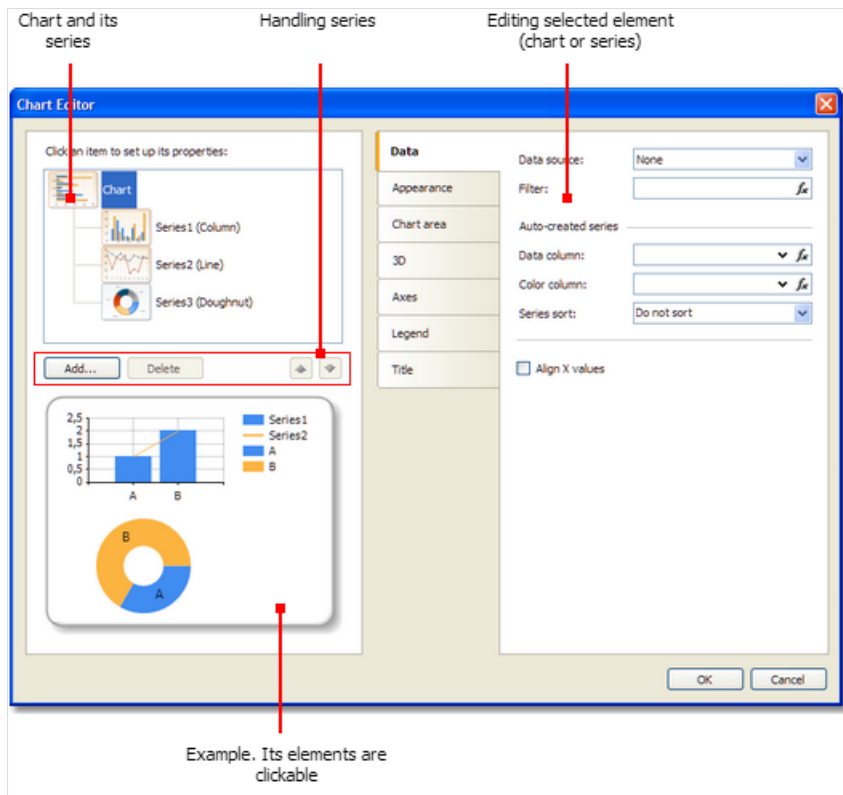 Chart and its
series
Handling series
Editing selected element
(chart or series)
Chart Editor
Click an item to set up its properties:
Chart
Series1 (Column)
Series2 (Line)
Series3 (Doughnut)
Add...
Delete
2,5
2
1,5
1
0,5
0
A
B
Series1
Series2
A
B
B
A
Data
Appearance
Chart area
3D
Axes
Legend
Title
Data source:
None
Filter:
fx
Auto-created series
Data column:
fx
Color column:
fx
Series sort:
Do not sort
Align X values
OK
Cancel
Example. Its elements are
clickable